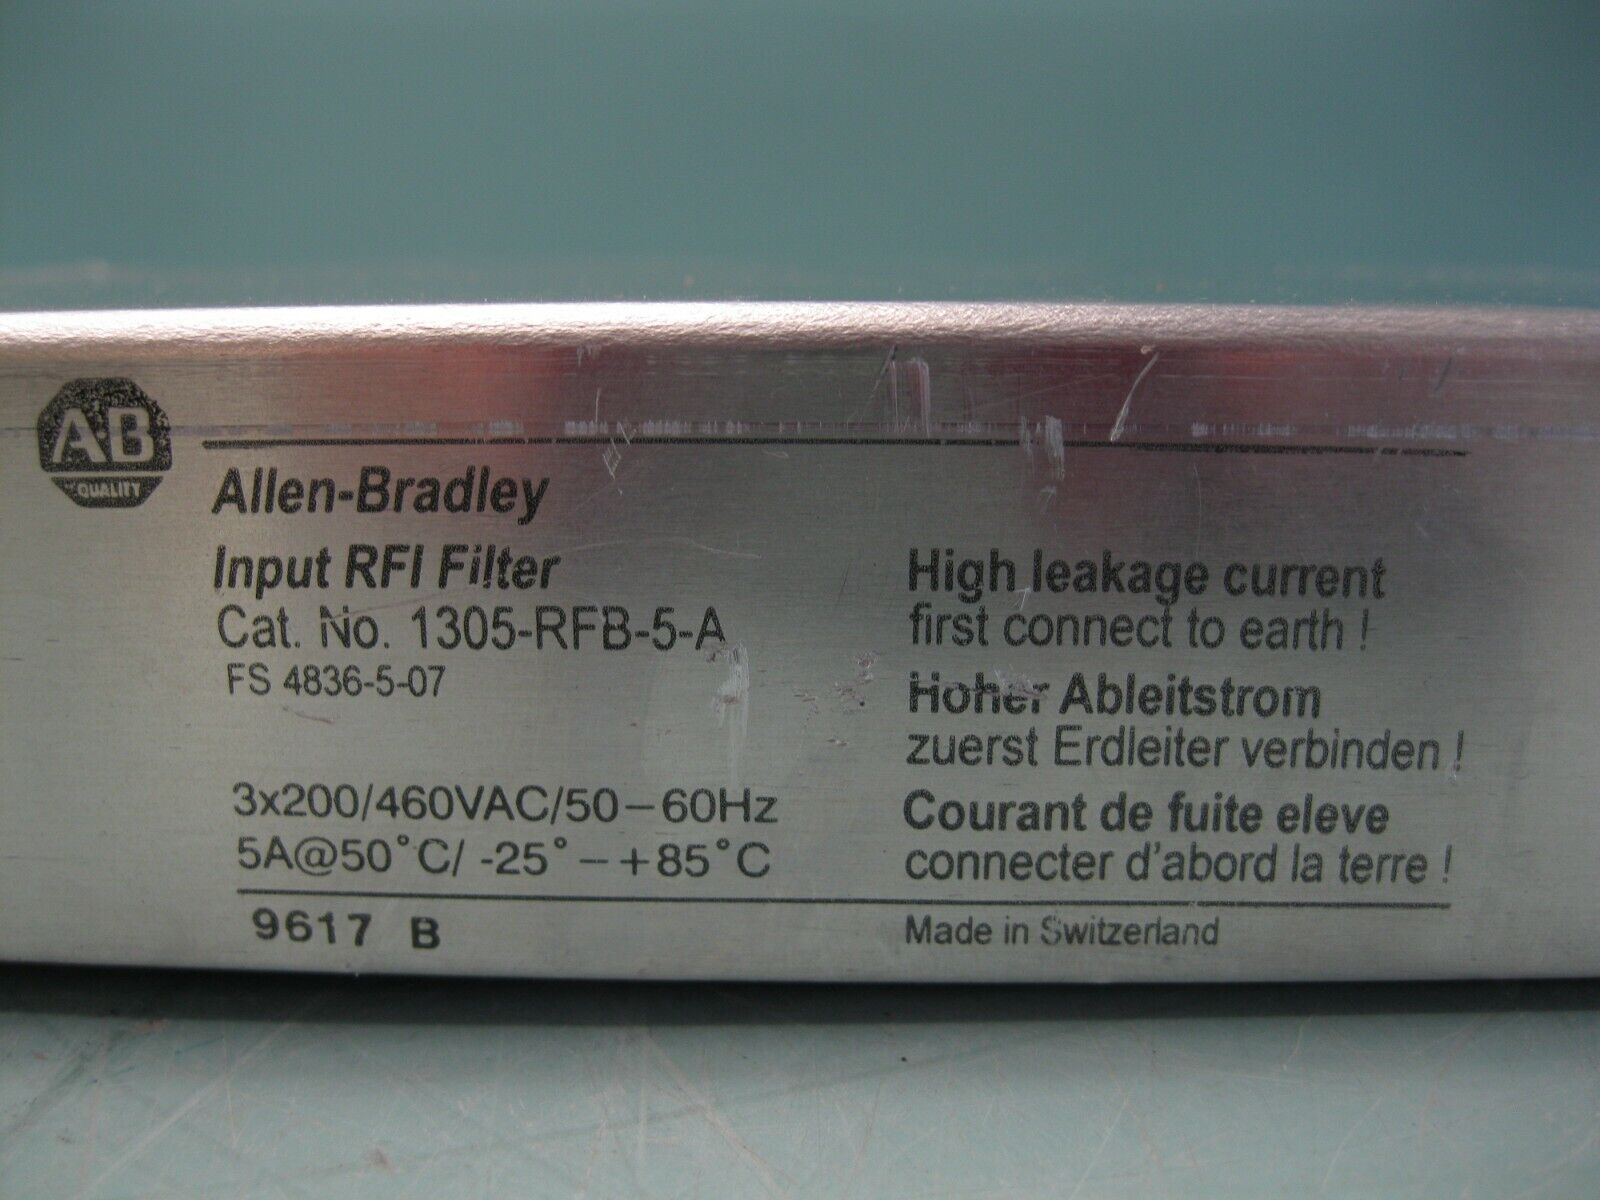 AB
QUALITY
Allen-Bradley
Input RFI Filter
Cat. No. 1305-RFB-5-A
FS 4836-5-07
3x200/460VAC/50–60Hz
5A@50°C/ -25°–+85°C
9617 B
High leakage current
first connect to earth !
Hoher Ableitstrom
zuerst Erdleiter verbinden !
Courant de fuite eleve
connecter d'abord la terre !
Made in Switzerland